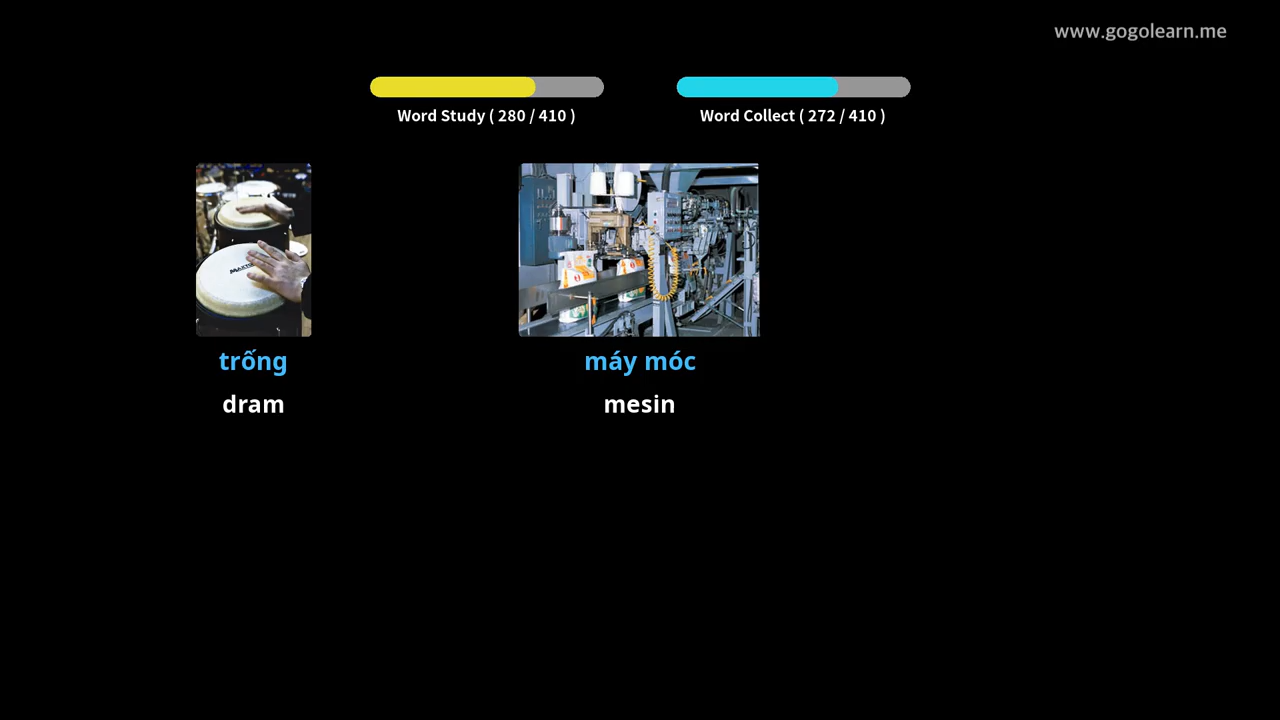 www.gogolearn.me
Word Study ( 280 / 410 )
Word Collect ( 272 / 410 )
trống
dram
máy móc
mesin